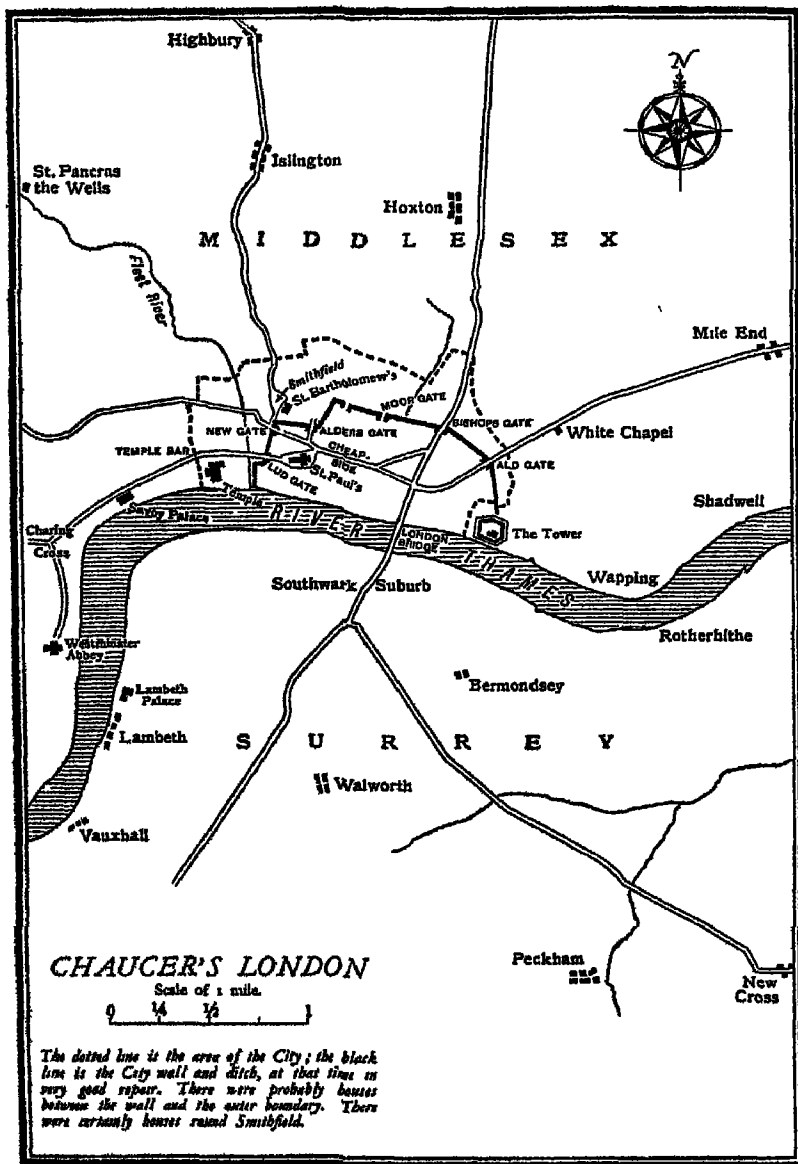 Highbury
N
Islington
St. Pancras
the Wells
Hoxton
MIDDLESEX
Fleet River
Mile End
Smithfield
St. Bartholomew's
MOOR GATE
NEW GATE
ALDERS GATE
BISHOPS GATE
White Chapel
CHEAP-
SIDE
TEMPLE BAR
LUD GATE
St. Paul's
ALD GATE
Temple
Savoy Palace
RIVER THAMES
LONDON
BRIDGE
The Tower
Shadwell
Charing
Cross
Wapping
Southwark Suburb
Rotherhithe
Westminster
Abbey
Bermondsey
Lambeth
Palace
Lambeth
SURREY
Walworth
Vauxhall
Peckham
New
Cross
CHAUCER'S LONDON
Scale of 1 mile.
0 ¼ ½ 1
The dotted line is the area of the City; the black
line is the City wall and ditch, at that time in
very good repair. There were probably houses
between the wall and the outer boundary. There
were certainly houses round Smithfield.